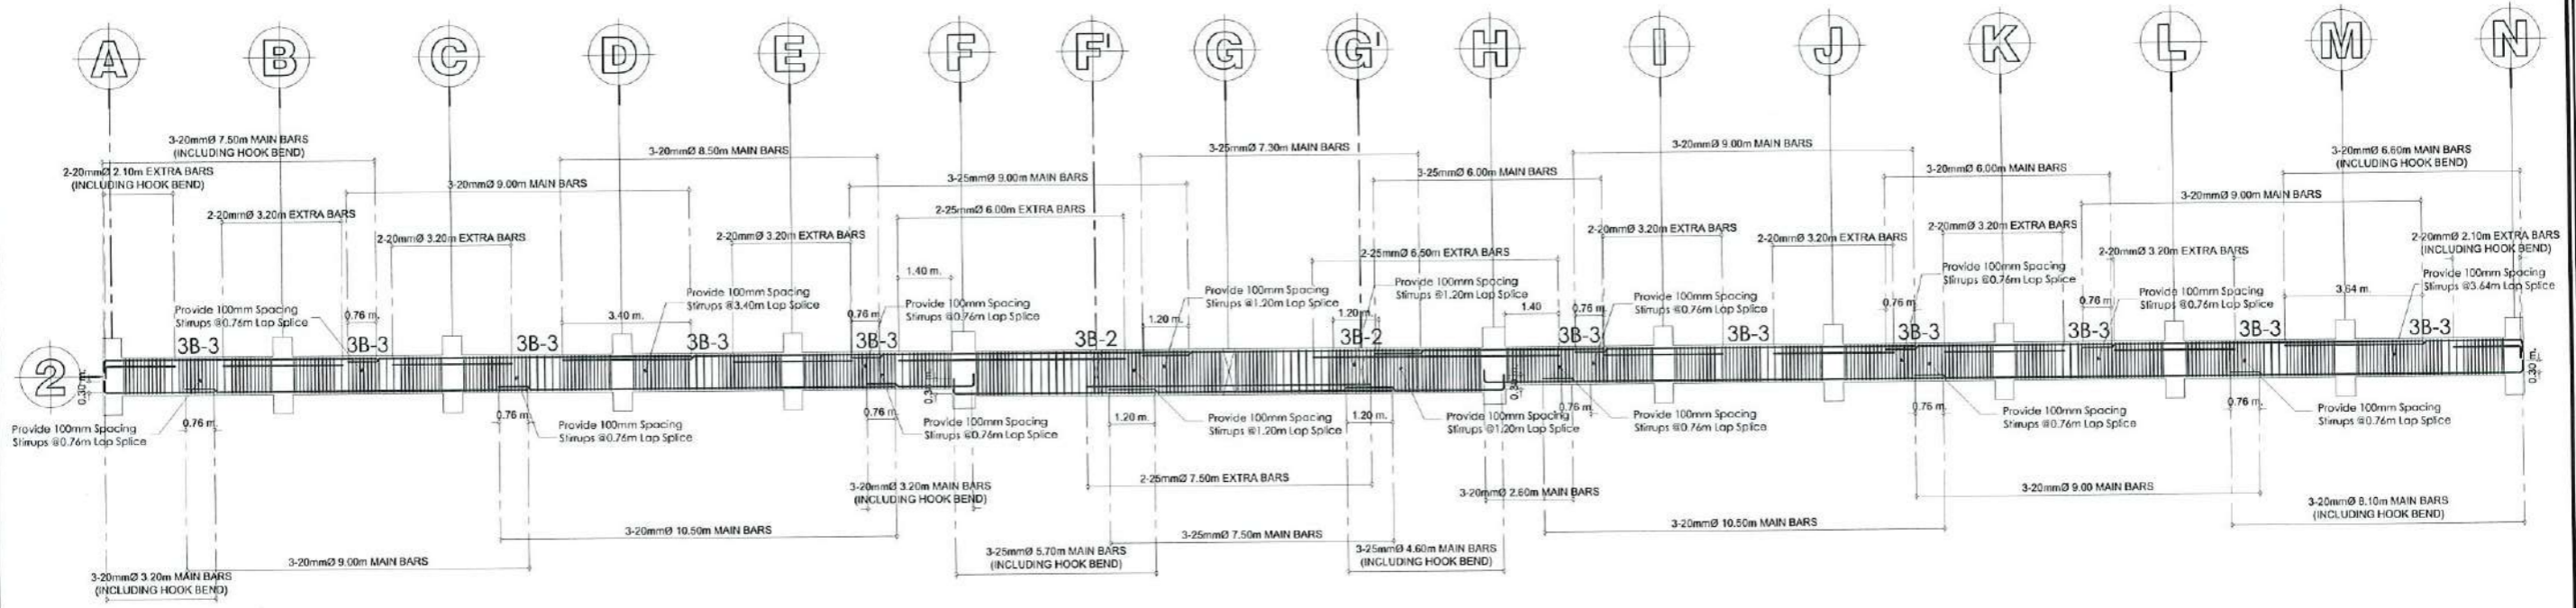 A
B
C
D
E
F
F'
G
G'
H
I
J
K
L
M
N
3-20mmØ 7.50m MAIN BARS
(INCLUDING HOOK BEND)
2-20mmØ 2.10m EXTRA BARS
(INCLUDING HOOK BEND)
2-20mmØ 3.20m EXTRA BARS
3-20mmØ 9.00m MAIN BARS
2-20mmØ 3.20m EXTRA BARS
3-20mmØ 8.50m MAIN BARS
2-20mmØ 3.20m EXTRA BARS
3-25mmØ 9.00m MAIN BARS
2-25mmØ 6.00m EXTRA BARS
3-25mmØ 7.30m MAIN BARS
3-25mmØ 6.00m MAIN BARS
2-25mmØ 6.50m EXTRA BARS
3-20mmØ 9.00m MAIN BARS
2-20mmØ 3.20m EXTRA BARS
2-20mmØ 3.20m EXTRA BARS
3-20mmØ 6.00m MAIN BARS
2-20mmØ 3.20m EXTRA BARS
3-20mmØ 9.00m MAIN BARS
2-20mmØ 3.20m EXTRA BARS
3-20mmØ 6.60m MAIN BARS
(INCLUDING HOOK BEND)
2-20mmØ 2.10m EXTRA BARS
(INCLUDING HOOK BEND)
Provide 100mm Spacing
Stirrups @0.76m Lap Splice
0.76 m.
3.40 m.
Provide 100mm Spacing
Stirrups @3.40m Lap Splice
0.76 m.
1.40 m.
Provide 100mm Spacing
Stirrups @0.76m Lap Splice
1.20 m.
Provide 100mm Spacing
Stirrups @1.20m Lap Splice
1.20 m.
Provide 100mm Spacing
Stirrups @1.20m Lap Splice
1.40
0.76 m.
Provide 100mm Spacing
Stirrups @0.76m Lap Splice
0.76 m.
Provide 100mm Spacing
Stirrups @0.76m Lap Splice
0.76 m.
Provide 100mm Spacing
Stirrups @0.76m Lap Splice
3.64 m.
Provide 100mm Spacing
Stirrups @3.64m Lap Splice
3B-3
3B-3
3B-3
3B-3
3B-3
3B-2
3B-2
3B-3
3B-3
3B-3
3B-3
3B-3
3B-3
2
0.30 m.
0.30 m.
Provide 100mm Spacing
Stirrups @0.76m Lap Splice
0.76 m.
0.76 m.
Provide 100mm Spacing
Stirrups @0.76m Lap Splice
0.76 m.
Provide 100mm Spacing
Stirrups @0.76m Lap Splice
1.20 m.
Provide 100mm Spacing
Stirrups @1.20m Lap Splice
1.20 m.
Provide 100mm Spacing
Stirrups @1.20m Lap Splice
0.76 m.
Provide 100mm Spacing
Stirrups @0.76m Lap Splice
0.76 m.
Provide 100mm Spacing
Stirrups @0.76m Lap Splice
0.76 m.
Provide 100mm Spacing
Stirrups @0.76m Lap Splice
2-25mmØ 7.50m EXTRA BARS
3-20mmØ 3.20m MAIN BARS
(INCLUDING HOOK BEND)
3-20mmØ 2.60m MAIN BARS
3-20mmØ 9.00 MAIN BARS
3-20mmØ 8.10m MAIN BARS
(INCLUDING HOOK BEND)
3-20mmØ 10.50m MAIN BARS
3-25mmØ 7.50m MAIN BARS
3-20mmØ 10.50m MAIN BARS
3-25mmØ 5.70m MAIN BARS
(INCLUDING HOOK BEND)
3-25mmØ 4.60m MAIN BARS
(INCLUDING HOOK BEND)
3-20mmØ 9.00m MAIN BARS
3-20mmØ 3.20m MAIN BARS
(INCLUDING HOOK BEND)